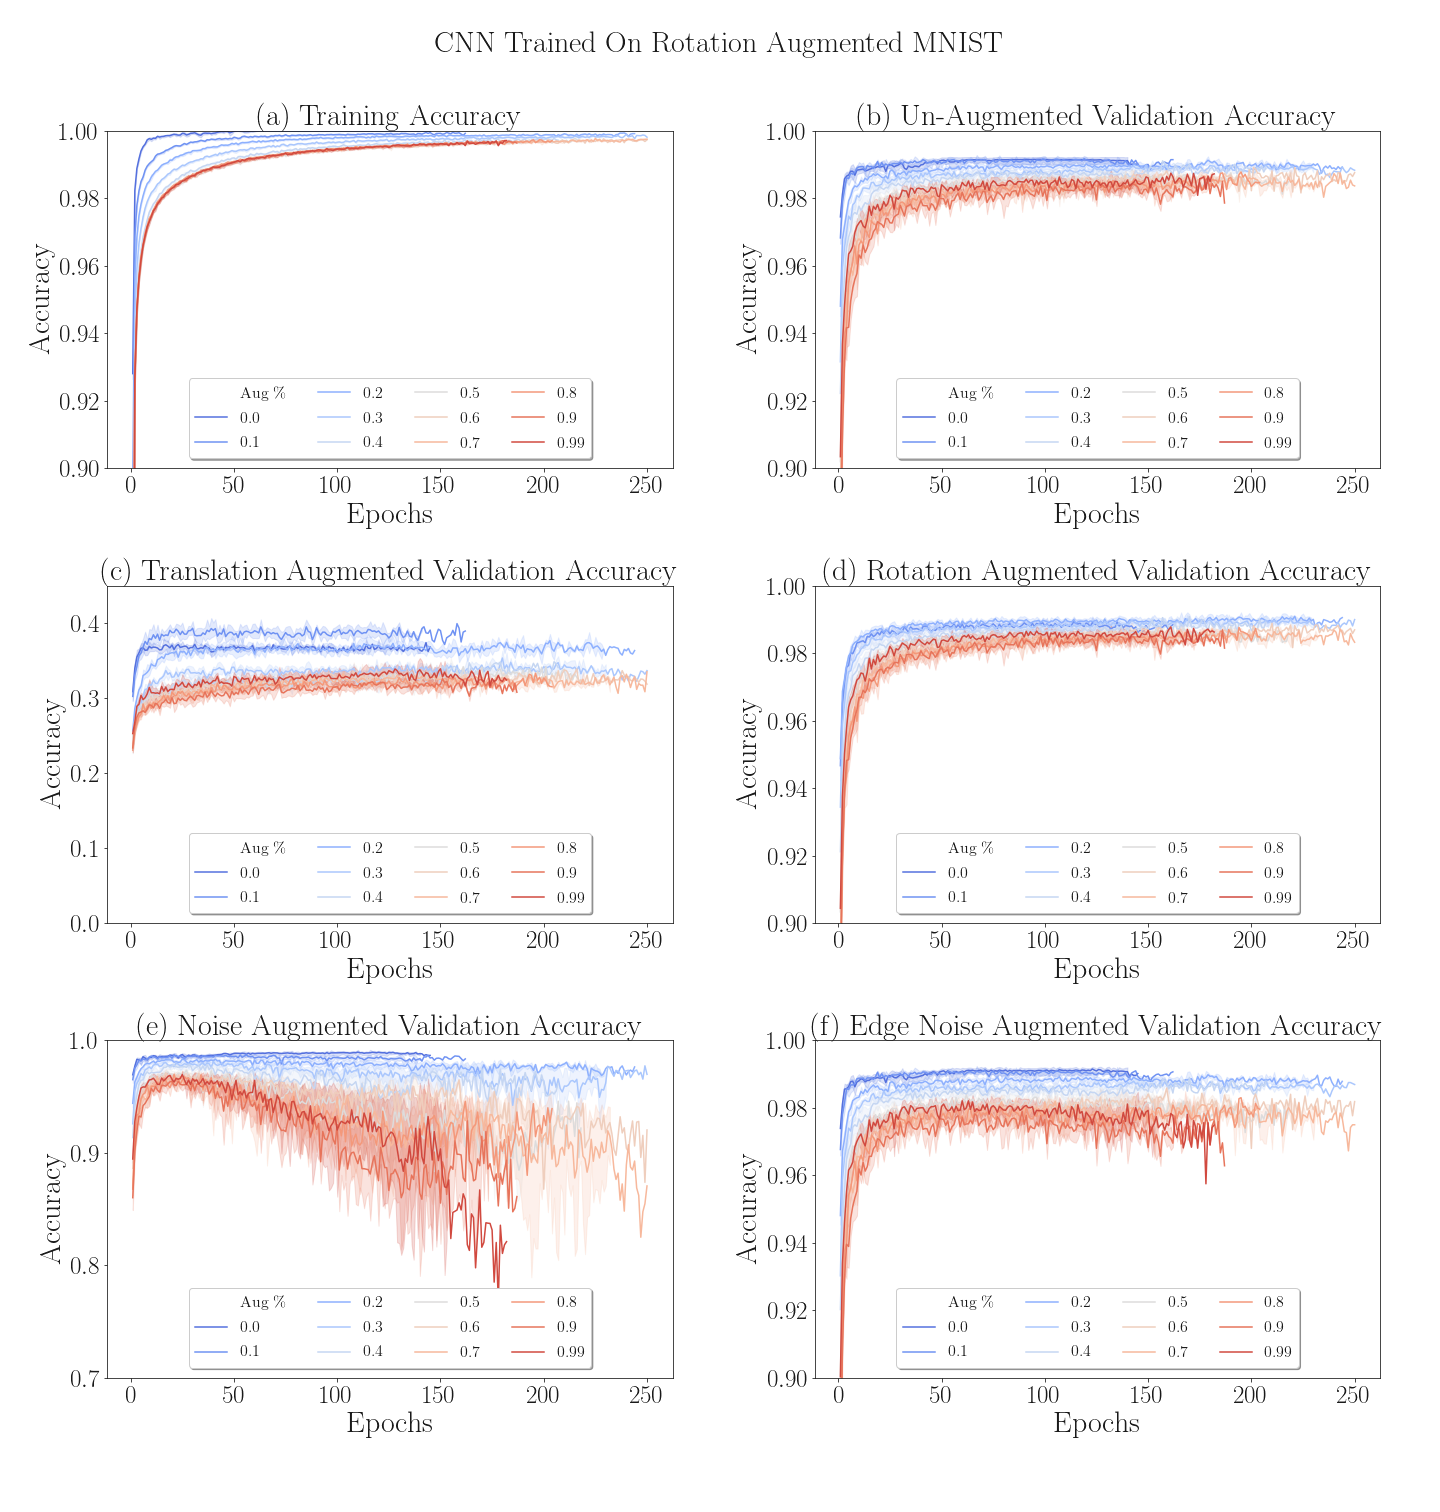 CNN Trained On Rotation Augmented MNIST
(a) Training Accuracy
1.00
0.98
0.96
0.94
0.92
0.90
Accuracy
Aug % 0.2 0.5 0.8
0.0 0.3 0.6 0.9
0.1 0.4 0.7 0.99
0 50 100 150 200 250
Epochs
(b) Un-Augmented Validation Accuracy
1.00
0.98
0.96
0.94
0.92
0.90
Accuracy
Aug % 0.2 0.5 0.8
0.0 0.3 0.6 0.9
0.1 0.4 0.7 0.99
0 50 100 150 200 250
Epochs
(c) Translation Augmented Validation Accuracy
0.4
0.3
0.2
0.1
0.0
Accuracy
Aug % 0.2 0.5 0.8
0.0 0.3 0.6 0.9
0.1 0.4 0.7 0.99
0 50 100 150 200 250
Epochs
(d) Rotation Augmented Validation Accuracy
1.00
0.98
0.96
0.94
0.92
0.90
Accuracy
Aug % 0.2 0.5 0.8
0.0 0.3 0.6 0.9
0.1 0.4 0.7 0.99
0 50 100 150 200 250
Epochs
(e) Noise Augmented Validation Accuracy
1.0
0.9
0.8
0.7
Accuracy
Aug % 0.2 0.5 0.8
0.0 0.3 0.6 0.9
0.1 0.4 0.7 0.99
0 50 100 150 200 250
Epochs
(f) Edge Noise Augmented Validation Accuracy
1.00
0.98
0.96
0.94
0.92
0.90
Accuracy
Aug % 0.2 0.5 0.8
0.0 0.3 0.6 0.9
0.1 0.4 0.7 0.99
0 50 100 150 200 250
Epochs